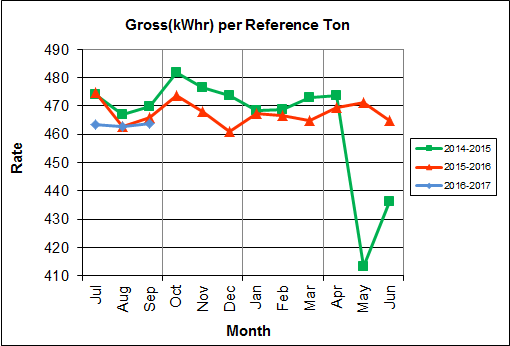 Gross(kWhr) per Reference Ton
490
480
470
460
450
440
430
420
410
Rate
Jul
Aug
Sep
Oct
Nov
Dec
Jan
Feb
Mar
Apr
May
Jun
Month
2014-2015
2015-2016
2016-2017